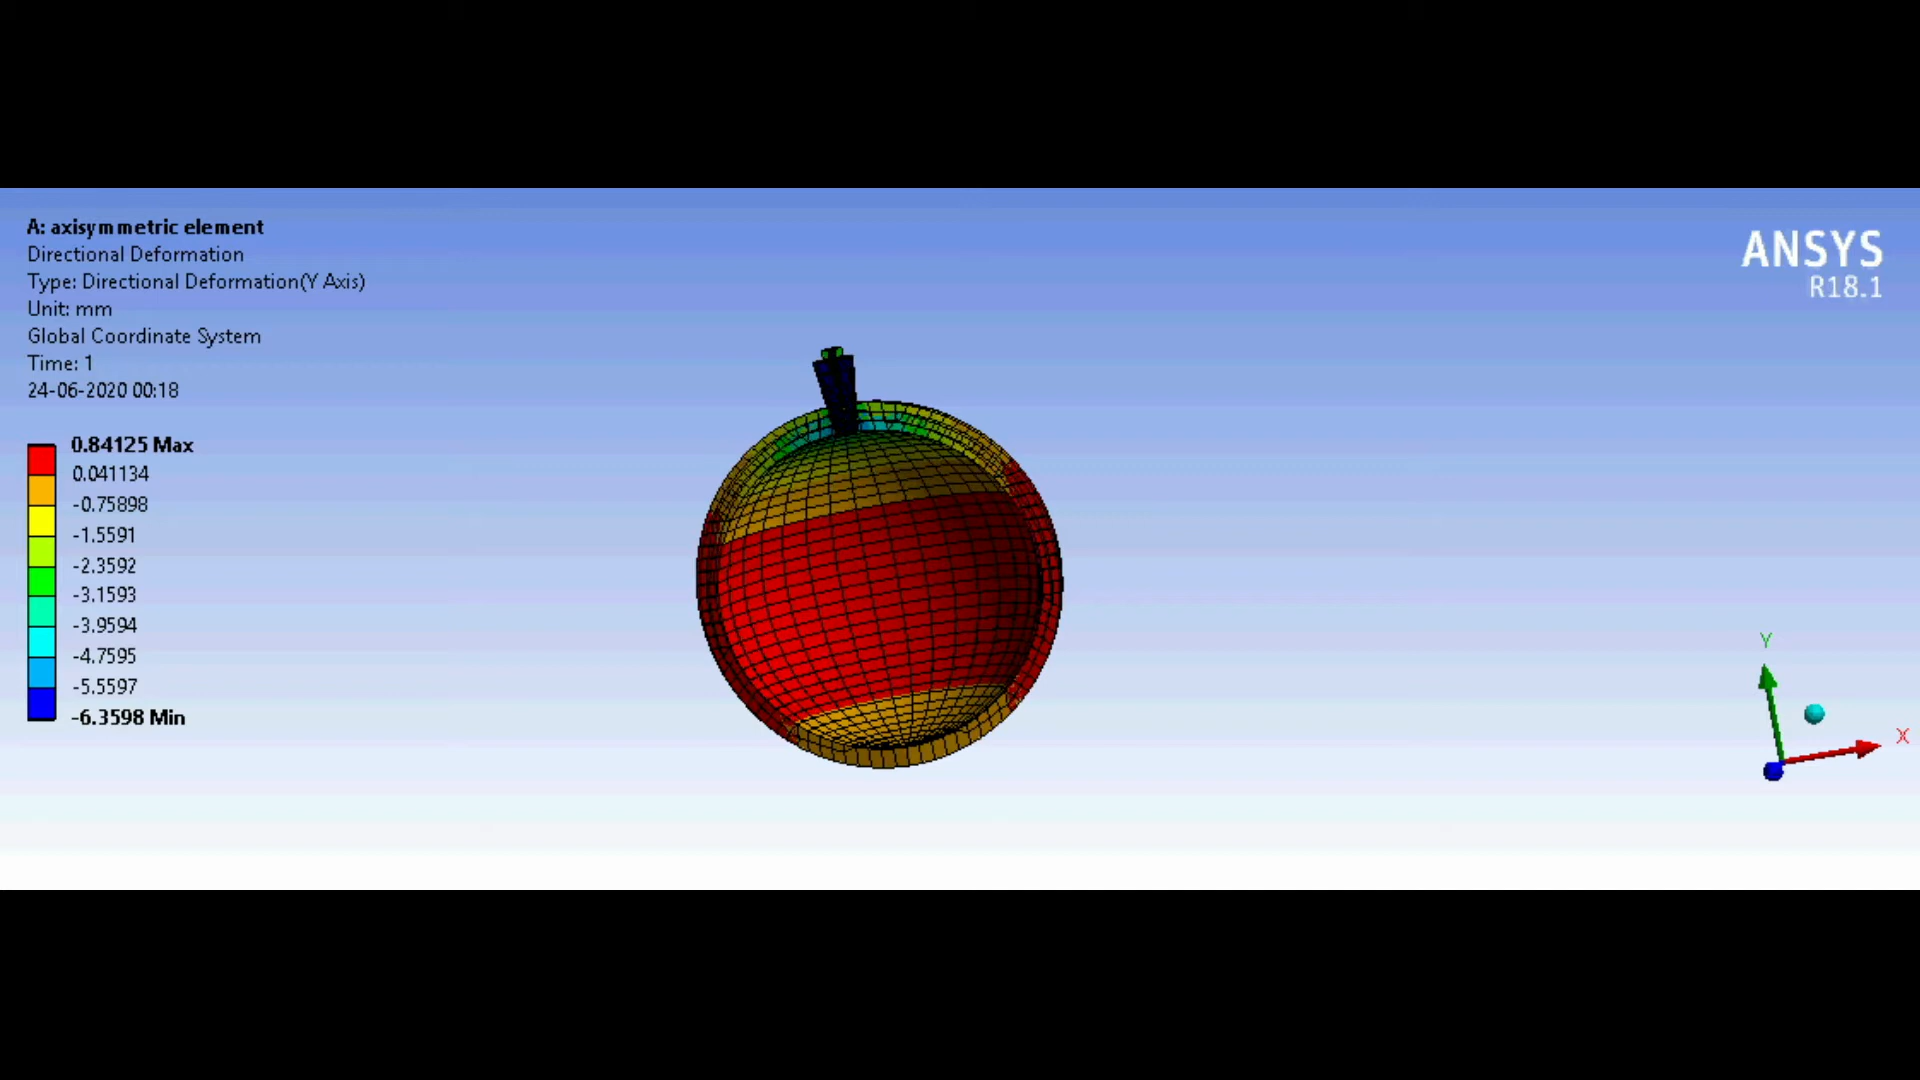 A: axisymmetric element
Directional Deformation
Type: Directional Deformation(Y Axis)
Unit: mm
Global Coordinate System
Time: 1
24-06-2020 00:18
0.84125 Max
0.041134
-0.75898
-1.5591
-2.3592
-3.1593
-3.9594
-4.7595
-5.5597
-6.3598 Min
ANSYS
R18.1
Y
X